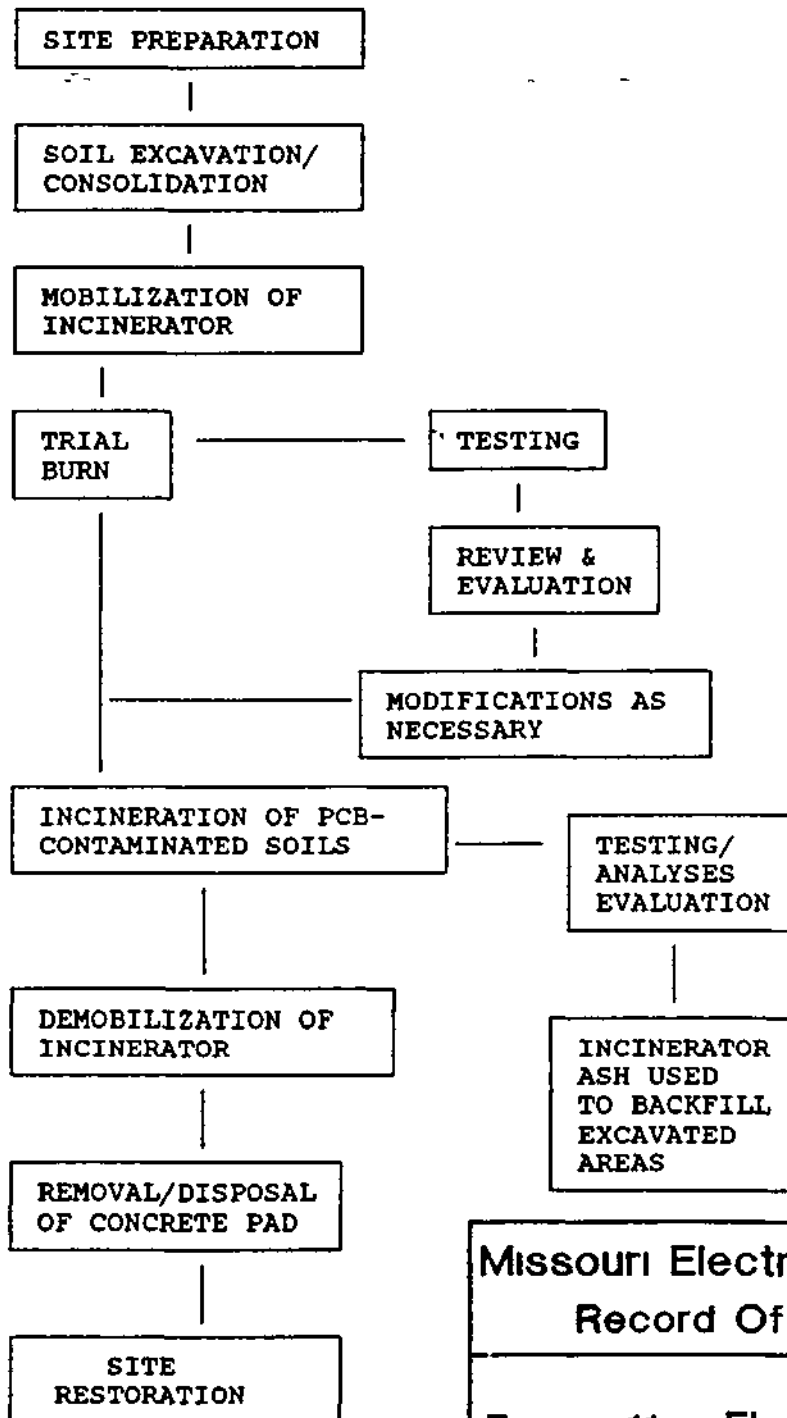 SITE PREPARATION
SOIL EXCAVATION/
CONSOLIDATION
MOBILIZATION OF
INCINERATOR
TRIAL
BURN
TESTING
REVIEW &
EVALUATION
MODIFICATIONS AS
NECESSARY
INCINERATION OF PCB-
CONTAMINATED SOILS
TESTING/
ANALYSES
EVALUATION
DEMOBILIZATION OF
INCINERATOR
INCINERATOR
ASH USED
TO BACKFILL
EXCAVATED
AREAS
REMOVAL/DISPOSAL
OF CONCRETE PAD
Missouri Electr
Record Of
SITE
RESTORATION